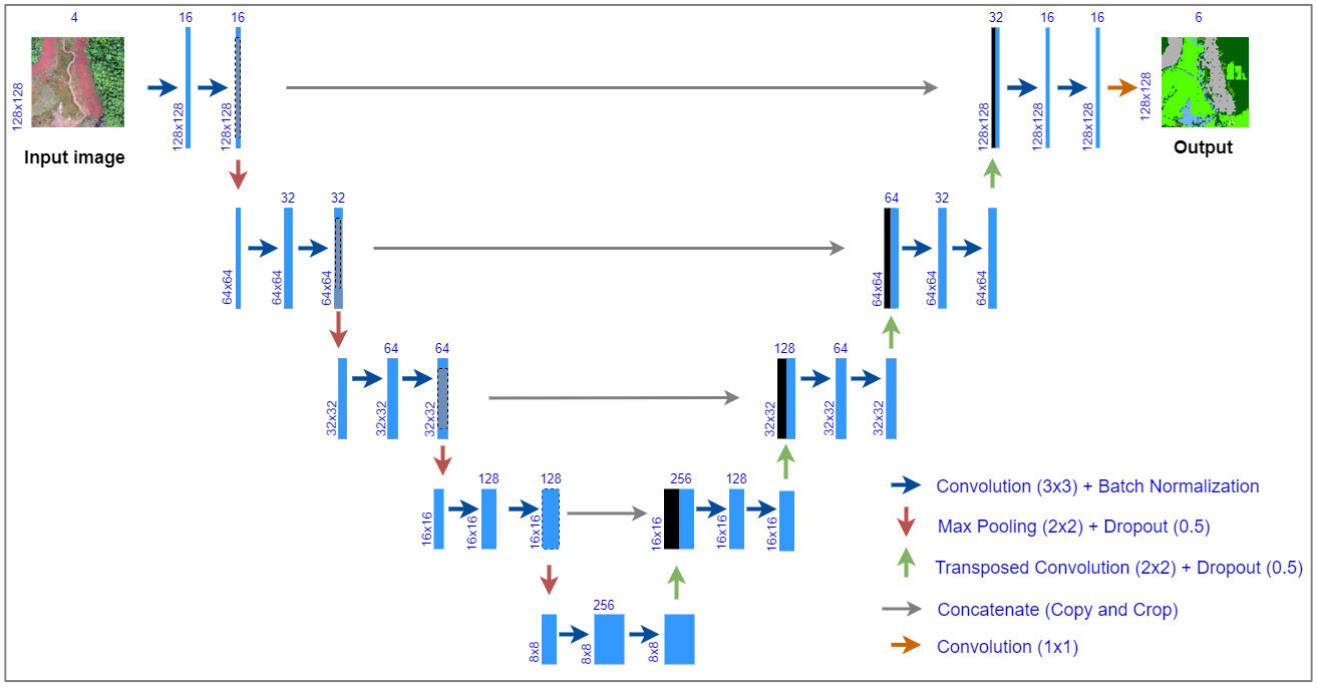 4
16
16
32
16
16
6
128x128
128x128
128x128
128x128
128x128
128x128
128x128
Input image
Output
32
32
64
32
64x64
64x64
64x64
64x64
64x64
64x64
64
64
128
64
32x32
32x32
32x32
32x32
32x32
32x32
128
128
256
128
16x16
16x16
16x16
16x16
16x16
16x16
256
8x8
8x8
8x8
Convolution (3x3) + Batch Normalization
Max Pooling (2x2) + Dropout (0.5)
Transposed Convolution (2x2) + Dropout (0.5)
Concatenate (Copy and Crop)
Convolution (1x1)